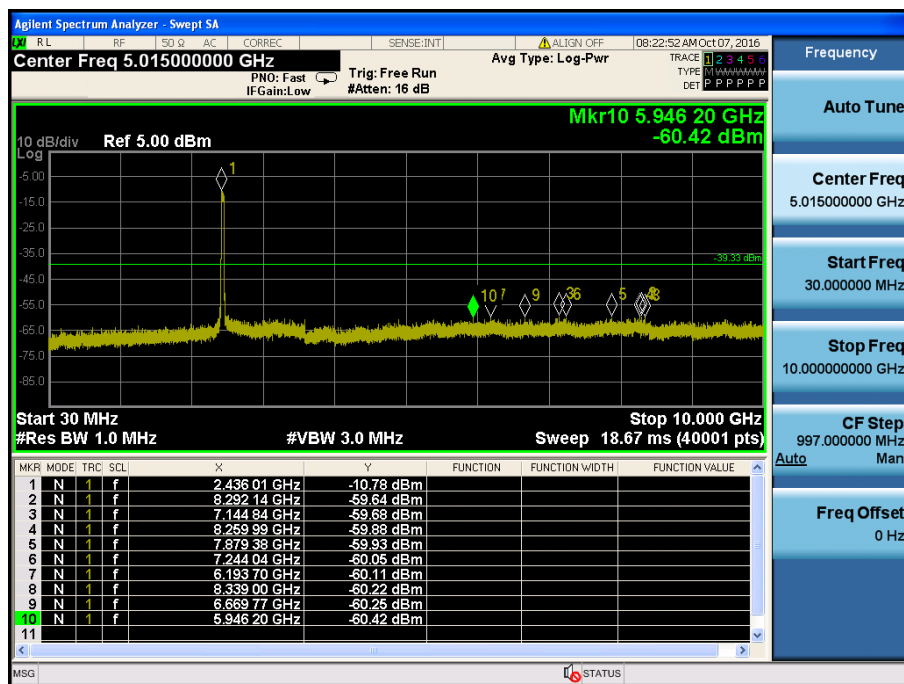 Agilent Spectrum Analyzer - Swept SA
LXI RL RF 50 Ω AC CORREC SENSE:INT ALIGN OFF 08:22:52 AM Oct 07, 2016
Center Freq 5.015000000 GHz
PNO: Fast
IFGain:Low
Trig: Free Run
#Atten: 16 dB
Avg Type: Log-Pwr
TRACE 1 2 3 4 5 6
TYPE M WWWWW
DET P P P P P P
Mkr10 5.946 20 GHz
-60.42 dBm
10 dB/div Ref 5.00 dBm
Log
-5.00
-15.0
-25.0
-35.0
-45.0
-55.0
-65.0
-75.0
-85.0
-39.33 dBm
1
10 7 9 3 6 5
Start 30 MHz Stop 10.000 GHz
#Res BW 1.0 MHz #VBW 3.0 MHz Sweep 18.67 ms (40001 pts)
MKR MODE TRC SCL X Y FUNCTION FUNCTION WIDTH FUNCTION VALUE
1 N 1 f 2.436 01 GHz -10.78 dBm
2 N 1 f 8.292 14 GHz -59.64 dBm
3 N 1 f 7.144 84 GHz -59.68 dBm
4 N 1 f 8.259 99 GHz -59.88 dBm
5 N 1 f 7.879 38 GHz -59.93 dBm
6 N 1 f 7.244 04 GHz -60.05 dBm
7 N 1 f 6.193 70 GHz -60.11 dBm
8 N 1 f 8.339 00 GHz -60.22 dBm
9 N 1 f 6.669 77 GHz -60.25 dBm
10 N 1 f 5.946 20 GHz -60.42 dBm
11
MSG STATUS
Frequency
Auto Tune
Center Freq
5.015000000 GHz
Start Freq
30.000000 MHz
Stop Freq
10.000000000 GHz
CF Step
997.000000 MHz
Auto Man
Freq Offset
0 Hz